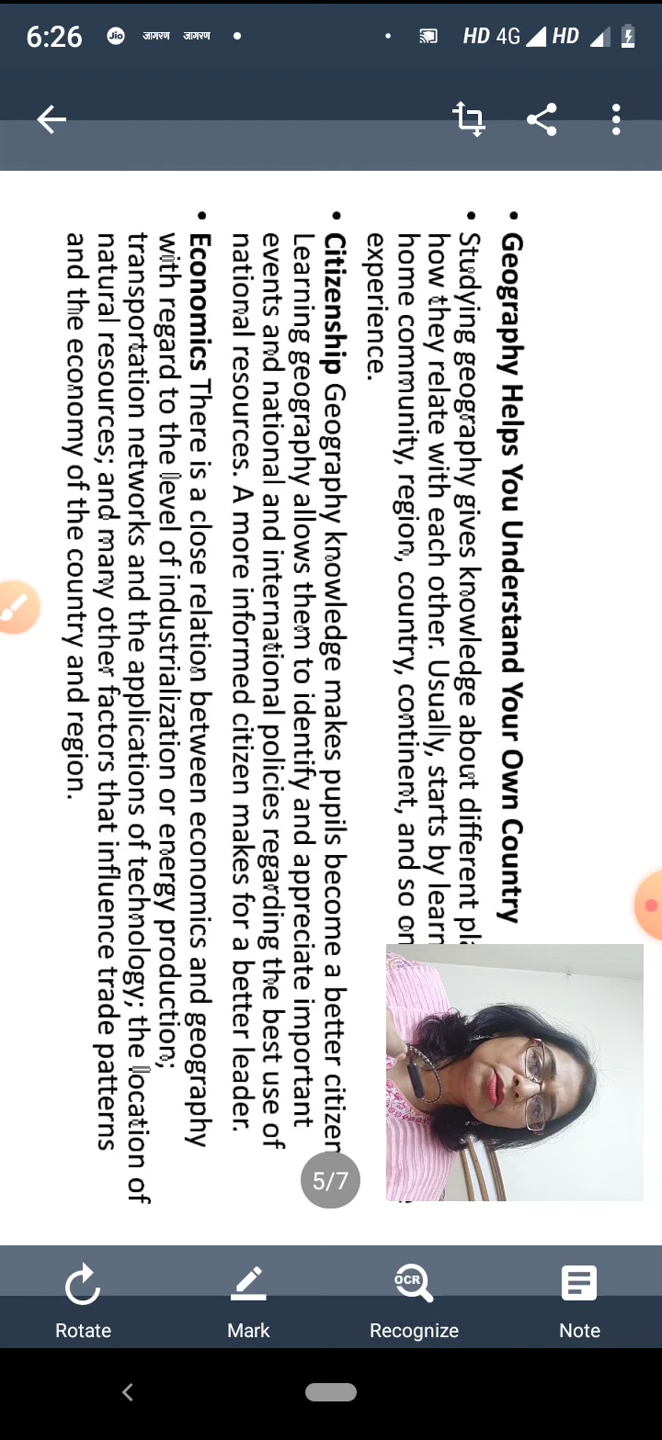 6:26 Jio जागरण जागरण HD 4G HD
• Geography Helps You Understand Your Own Country
• Studying geography gives knowledge about different
how they relate with each other. Usually, starts by
home community, region, country, continent, and so on
experience.
• Citizenship Geography knowledge makes pupils become a better citizen
Learning geography allows them to identify and appreciate important
events and national and international policies regarding the best use of
national resources. A more informed citizen makes for a better leader.
• Economics There is a close relation between economics and geography
with regard to the level of industrialization or energy production;
transportation networks and the applications of technology; the location of
natural resources; and many other factors that influence trade patterns
and the economy of the country and region.
5/7
Rotate Mark OCR Recognize Note